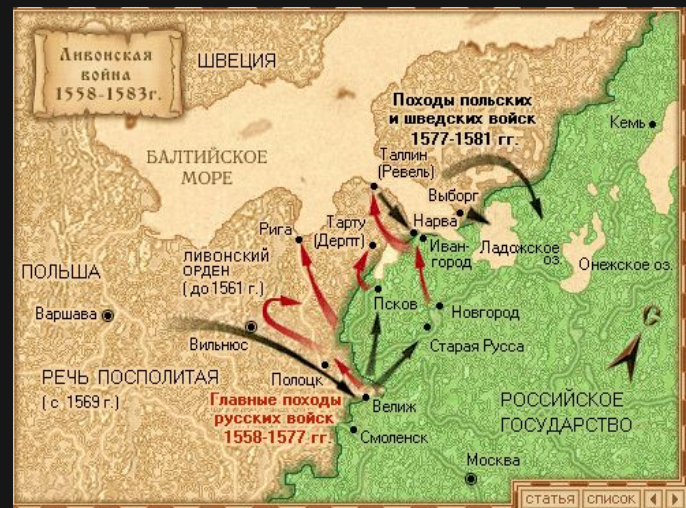 Ливонская
война
1558-1583г.
ШВЕЦИЯ
Походы польских
и шведских войск
1577-1581 гг.
Кемь
БАЛТИЙСКОЕ
МОРЕ
Таллин
(Ревель)
Выборг
Рига
Тарту
(Дерпт)
Нарва
Иван-
город
Ладожское
оз.
Онежское оз.
ЛИВОНСКИЙ
ОРДЕН
(до 1561 г.)
ПОЛЬША
Варшава
Псков
Новгород
С
Вильнюс
Старая Русса
РЕЧЬ ПОСПОЛИТАЯ
(с 1569 г.)
Полоцк
Главные походы
русских войск
1558-1577 гг.
Велиж
Смоленск
РОССИЙСКОЕ
ГОСУДАРСТВО
Москва
статья список